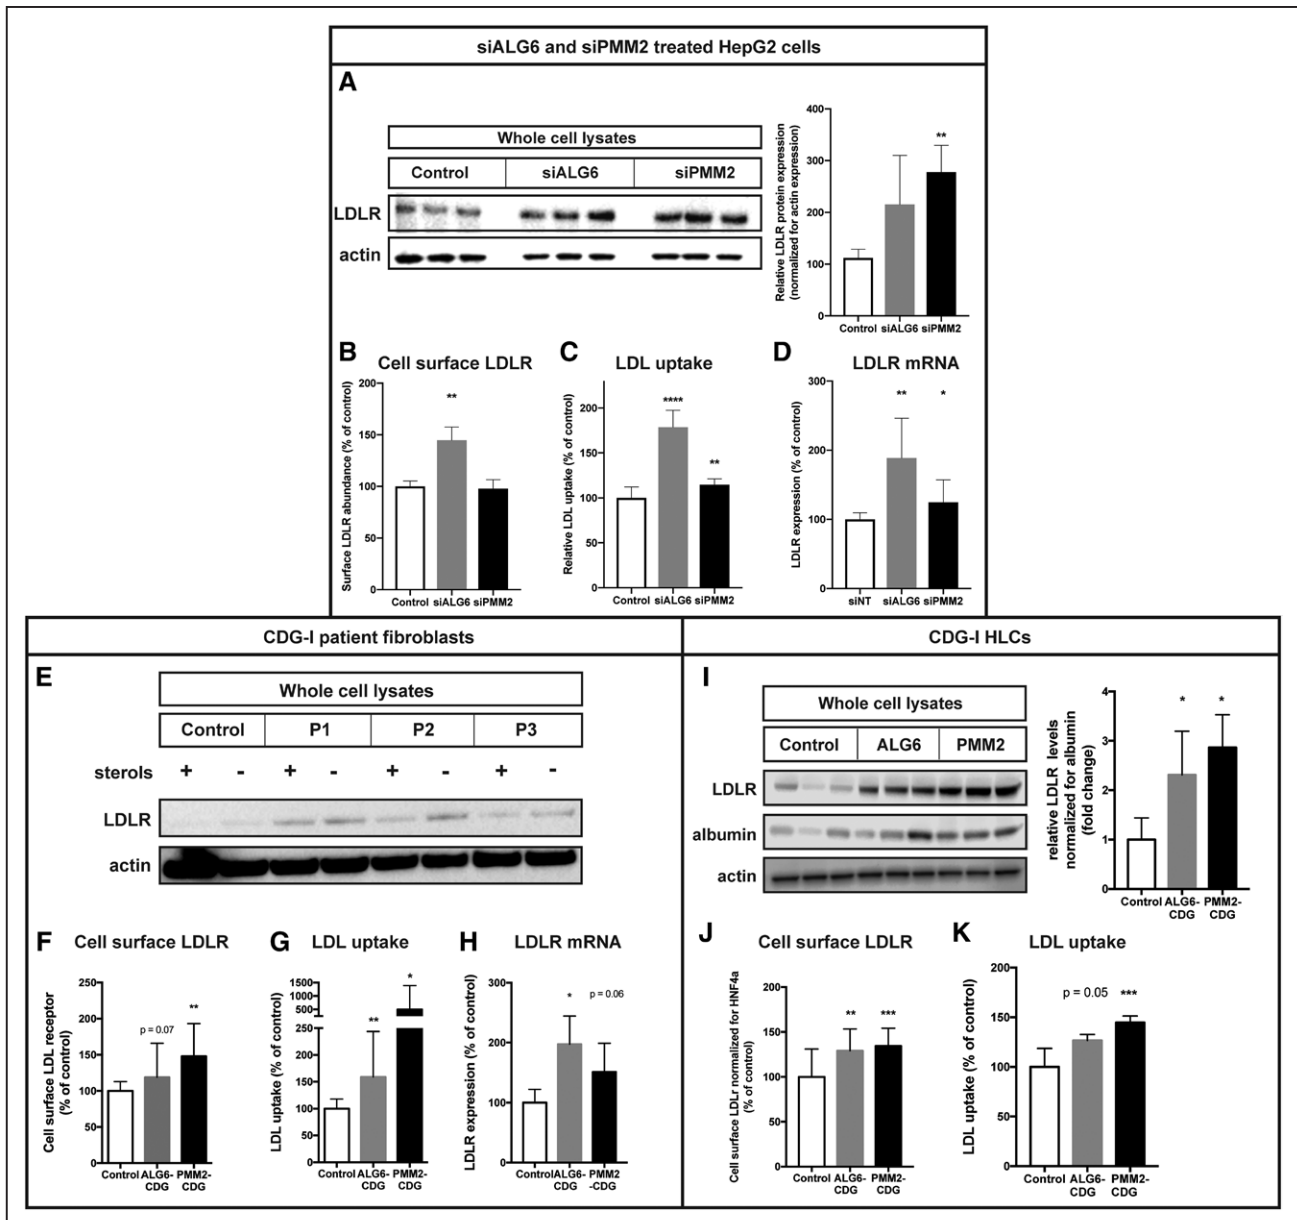 siALG6 and siPMM2 treated HepG2 cells
A
Whole cell lysates
Control siALG6 siPMM2
LDLR
actin
Relative LDLR protein expression
(normalized for actin expression)
400
300
200
100
0
**
Control siALG6 siPMM2
B Cell surface LDLR
Surface LDLR abundance (% of control)
200
150
100
50
0
**
Control siALG6 siPMM2
C LDL uptake
Relative LDL uptake (% of control)
200
150
100
50
0
****
**
Control siALG6 siPMM2
D LDLR mRNA
LDLR expression (% of control)
300
200
100
0
**
*
siNT siALG6 siPMM2
CDG-I patient fibroblasts
E
Whole cell lysates
Control P1 P2 P3
sterols + - + - + - + -
LDLR
actin
F Cell surface LDLR
Cell surface LDL receptor
(% of control)
250
200
150
100
50
0
p = 0.07
**
Control ALG6-CDG PMM2-CDG
G LDL uptake
LDL uptake (% of control)
1500
1000
500
250
200
150
100
50
0
**
*
Control ALG6-CDG PMM2-CDG
H LDLR mRNA
LDLR expression (% of control)
300
200
100
0
*
p = 0.06
Control ALG6-CDG PMM2-CDG
CDG-I HLCs
I
Whole cell lysates
Control ALG6 PMM2
LDLR
albumin
actin
relative LDLR levels
normalized for albumin
(fold change)
4
3
2
1
0
*
*
Control ALG6-CDG PMM2-CDG
J Cell surface LDLR
Cell surface LDLr normalized for HNF4a
(% of control)
200
150
100
50
0
**
***
Control ALG6-CDG PMM2-CDG
K LDL uptake
LDL uptake (% of control)
200
150
100
50
0
p = 0.05
***
Control ALG6-CDG PMM2-CDG